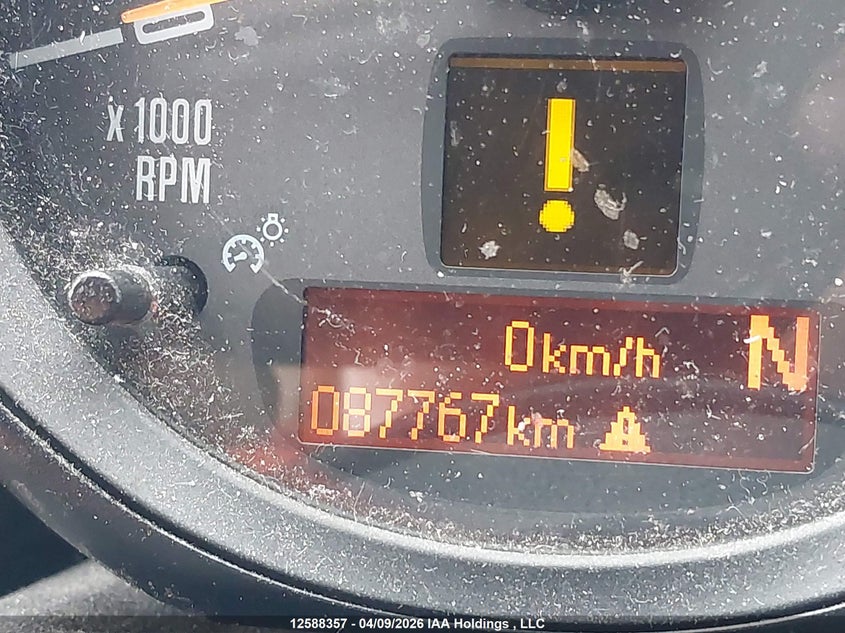 x 1000
RPM
!
0km/h N
087767km
12588357 - 04/09/2026 IAA Holdings , LLC